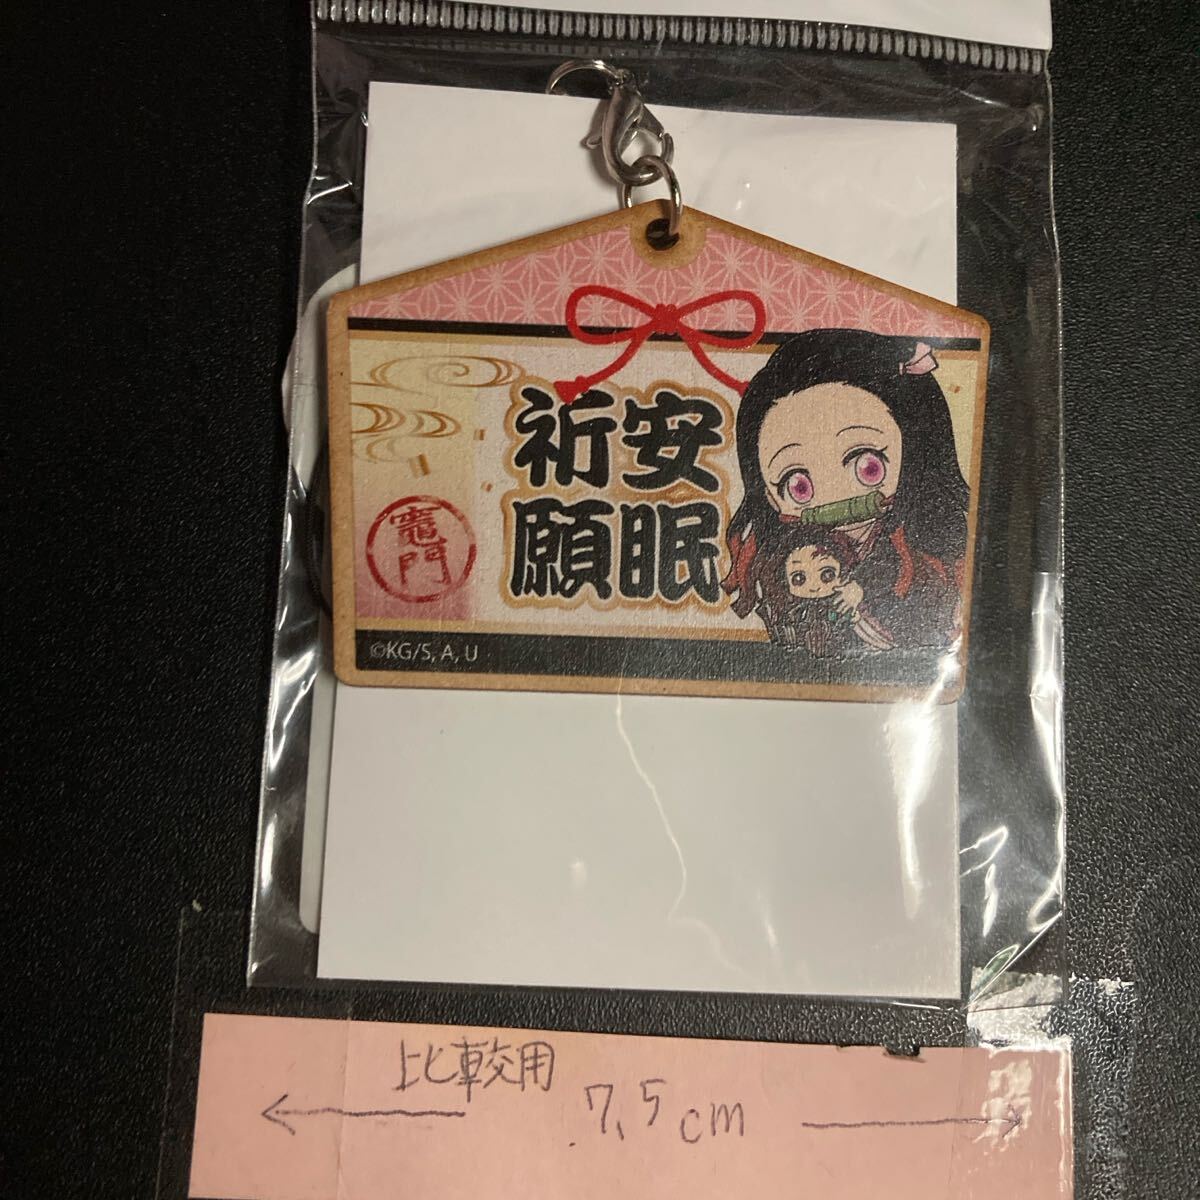 安眠
祈願
竈門
©KG/S, A, U
比較用
7.5cm